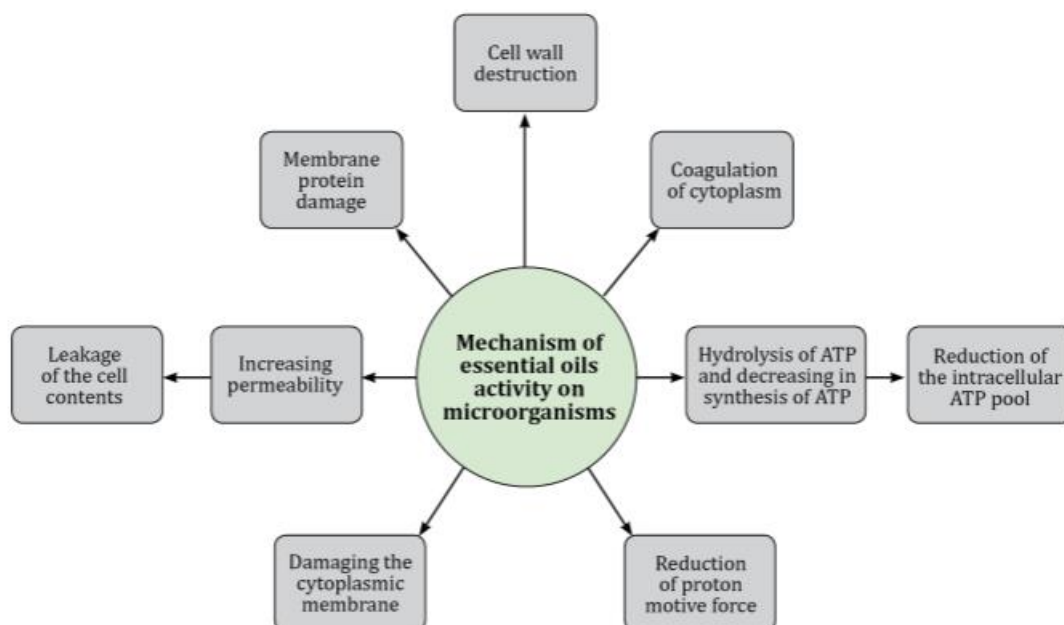 Cell wall
destruction
Membrane
protein
damage
Coagulation
of cytoplasm
Leakage
of the cell
contents
Increasing
permeability
Mechanism of
essential oils
activity on
microorganisms
Hydrolysis of ATP
and decreasing in
synthesis of ATP
Reduction of
the intracellular
ATP pool
Damaging the
cytoplasmic
membrane
Reduction
of proton
motive force